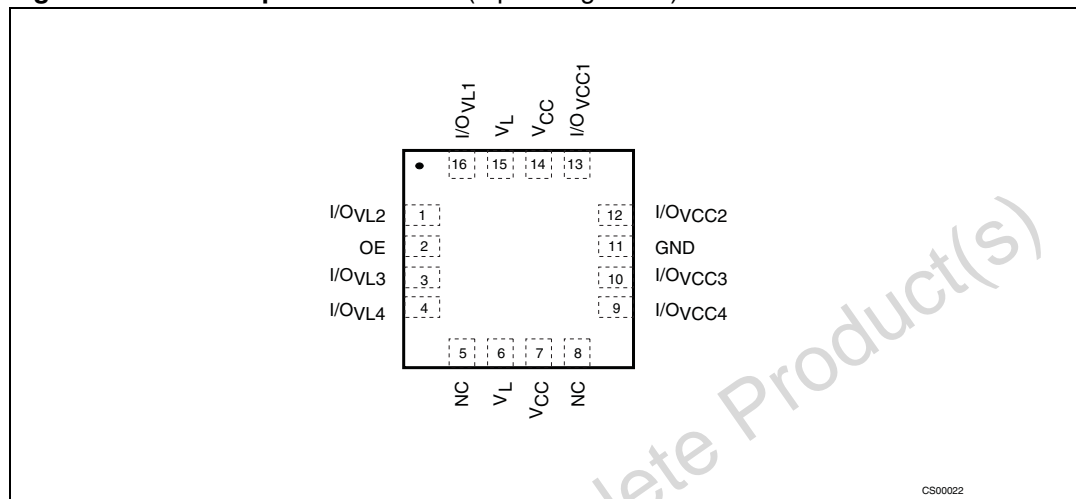 (
I/OVL1 VL VCC I/OVCC1
16 15 14 13
I/OVL2 1 12 I/OVCC2
OE 2 11 GND
I/OVL3 3 10 I/OVCC3
I/OVL4 4 9 I/OVCC4
5 6 7 8
NC VL VCC NC
lete Product(s)
CS00022